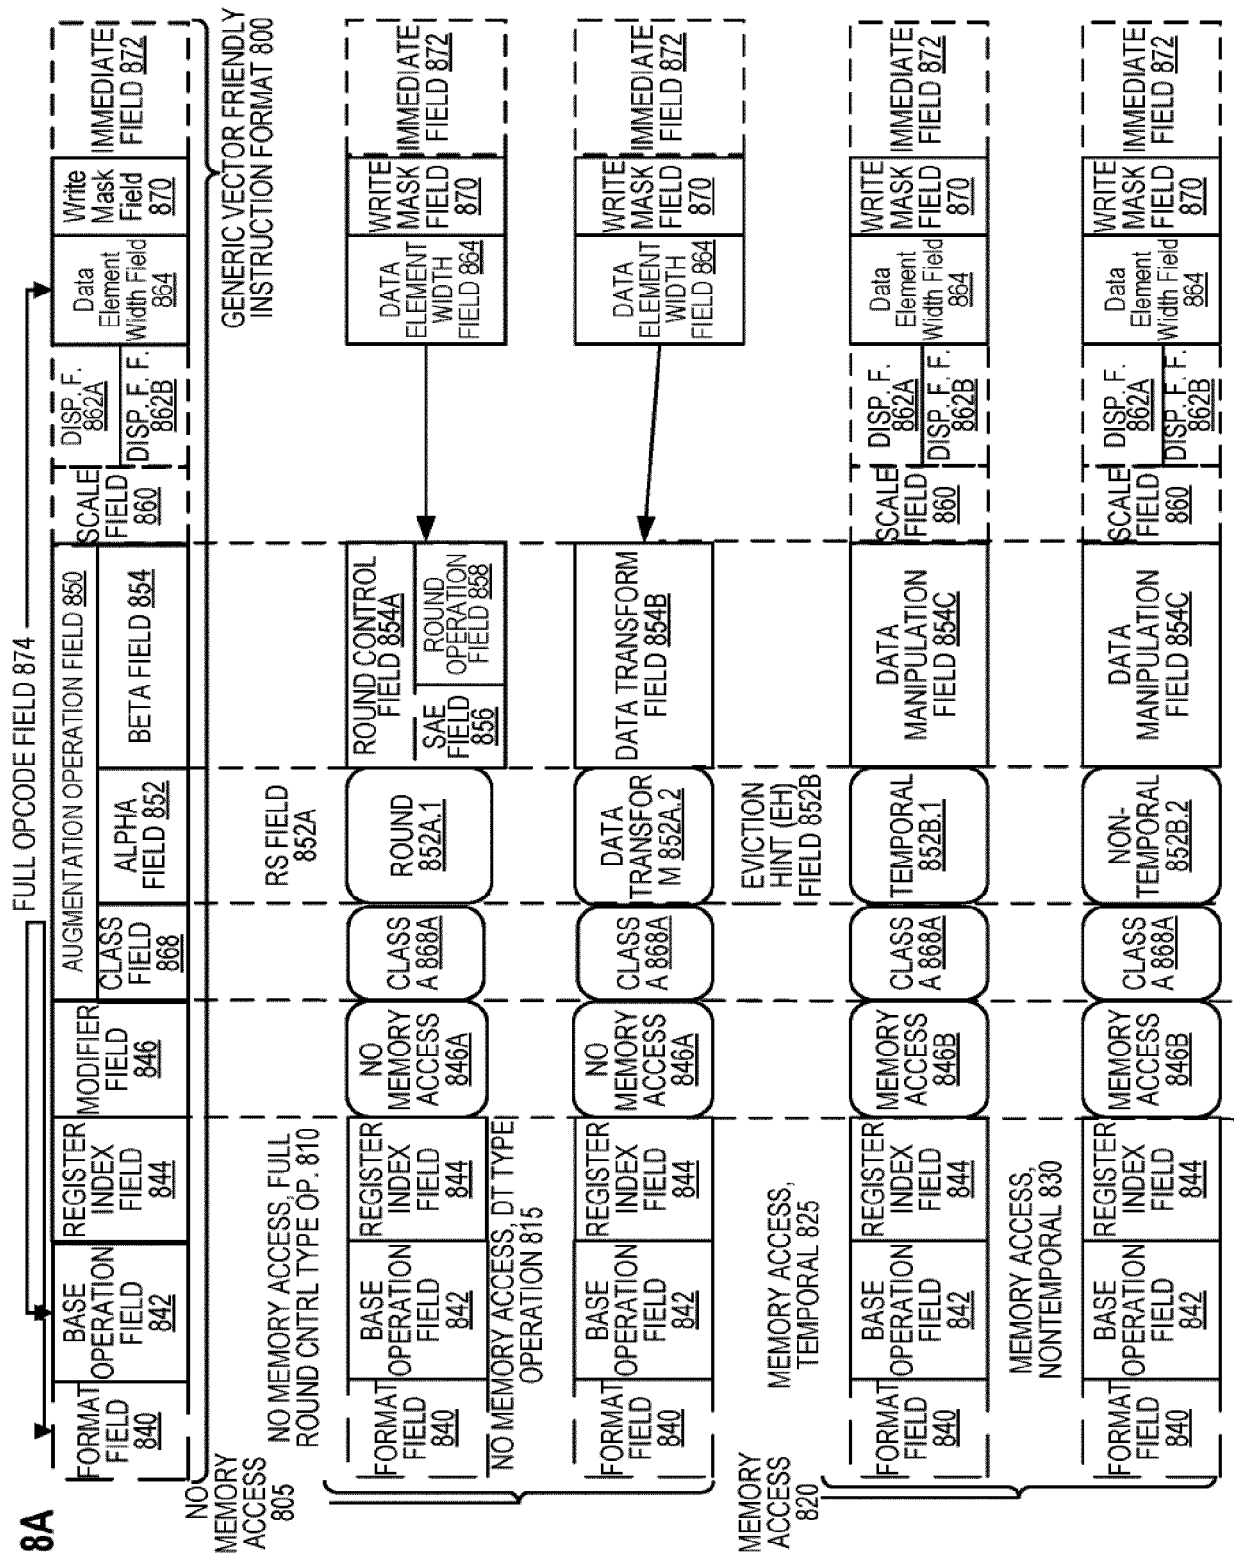 8A
FULL OPCODE FIELD 874
FORMAT
FIELD
840
BASE
OPERATION
FIELD
842
REGISTER
INDEX
FIELD
844
MODIFIER
FIELD
846
AUGMENTATION OPERATION FIELD 850
CLASS
FIELD
868
ALPHA
FIELD 852
BETA FIELD 854
SCALE
FIELD
860
DISP. F.
862A
DISP. F. F.
862B
Data
Element
Width Field
864
Write
Mask
Field
870
IMMEDIATE
FIELD 872
GENERIC VECTOR FRIENDLY
INSTRUCTION FORMAT 800
NO
MEMORY
ACCESS
805
NO MEMORY ACCESS, FULL
ROUND CNTRL TYPE OP. 810
RS FIELD
852A
FORMAT
FIELD
840
BASE
OPERATION
FIELD
842
REGISTER
INDEX
FIELD
844
NO
MEMORY
ACCESS
846A
CLASS
A 868A
ROUND
852A.1
ROUND CONTROL
FIELD 854A
SAE
FIELD
856
ROUND
OPERATION
FIELD 858
DATA
ELEMENT
WIDTH
FIELD 864
WRITE
MASK
FIELD
870
IMMEDIATE
FIELD 872
NO MEMORY ACCESS, DT TYPE
OPERATION 815
FORMAT
FIELD
840
BASE
OPERATION
FIELD
842
REGISTER
INDEX
FIELD
844
NO
MEMORY
ACCESS
846A
CLASS
A 868A
DATA
TRANSFOR
M 852A.2
DATA TRANSFORM
FIELD 854B
DATA
ELEMENT
WIDTH
FIELD 864
WRITE
MASK
FIELD
870
IMMEDIATE
FIELD 872
MEMORY
ACCESS
820
MEMORY ACCESS,
TEMPORAL 825
EVICTION
HINT (EH)
FIELD 852B
FORMAT
FIELD
840
BASE
OPERATION
FIELD
842
REGISTER
INDEX
FIELD
844
MEMORY
ACCESS
846B
CLASS
A 868A
TEMPORAL
852B.1
DATA
MANIPULATION
FIELD 854C
SCALE
FIELD
860
DISP. F.
862A
DISP. F. F.
862B
Data
Element
Width Field
864
WRITE
MASK
FIELD
870
IMMEDIATE
FIELD 872
MEMORY ACCESS,
NONTEMPORAL 830
FORMAT
FIELD
840
BASE
OPERATION
FIELD
842
REGISTER
INDEX
FIELD
844
MEMORY
ACCESS
846B
CLASS
A 868A
NON-
TEMPORAL
852B.2
DATA
MANIPULATION
FIELD 854C
SCALE
FIELD
860
DISP. F.
862A
DISP. F. F.
862B
Data
Element
Width Field
864
WRITE
MASK
FIELD
870
IMMEDIATE
FIELD 872